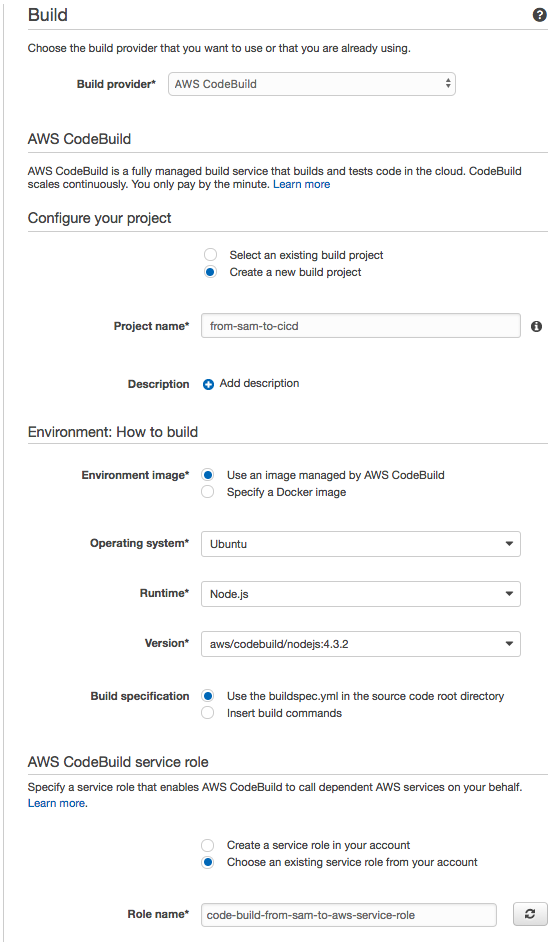 Build
Choose the build provider that you want to use or that you are already using.
Build provider* AWS CodeBuild
AWS CodeBuild
AWS CodeBuild is a fully managed build service that builds and tests code in the cloud. CodeBuild
scales continuously. You only pay by the minute. Learn more
Configure your project
Select an existing build project
Create a new build project
Project name* from-sam-to-cicd
Description Add description
Environment: How to build
Environment image* Use an image managed by AWS CodeBuild
Specify a Docker image
Operating system* Ubuntu
Runtime* Node.js
Version* aws/codebuild/nodejs:4.3.2
Build specification Use the buildspec.yml in the source code root directory
Insert build commands
AWS CodeBuild service role
Specify a service role that enables AWS CodeBuild to call dependent AWS services on your behalf.
Learn more.
Create a service role in your account
Choose an existing service role from your account
Role name* code-build-from-sam-to-aws-service-role